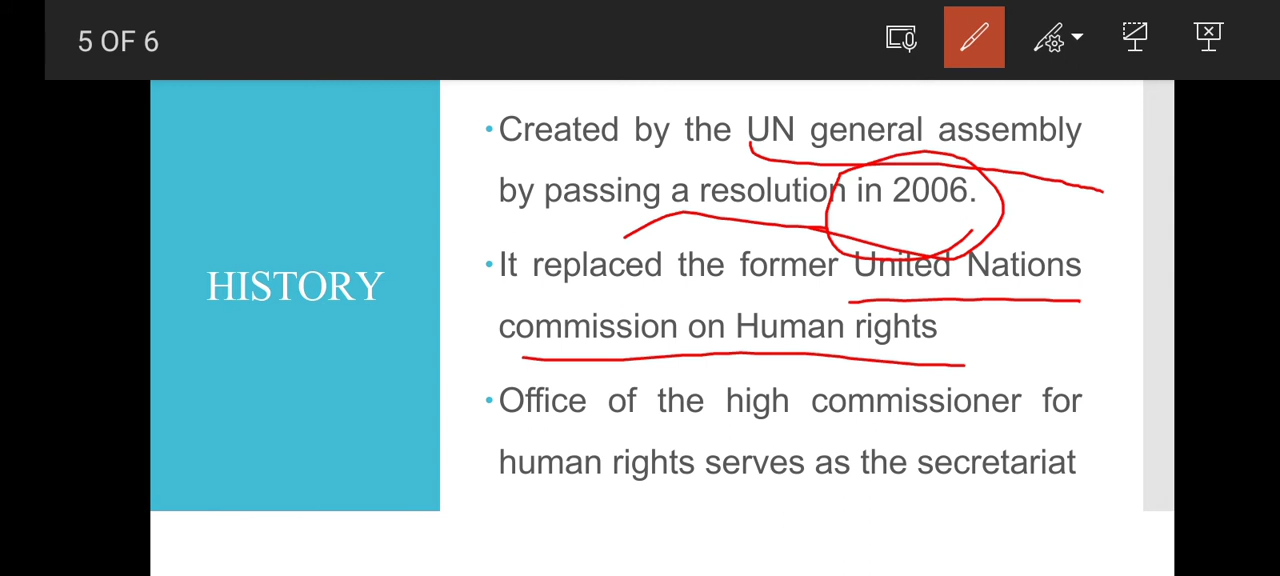 5 OF 6
HISTORY
•Created by the UN general assembly
by passing a resolution in 2006.
•It replaced the former United Nations
commission on Human rights
•Office of the high commissioner for
human rights serves as the secretariat